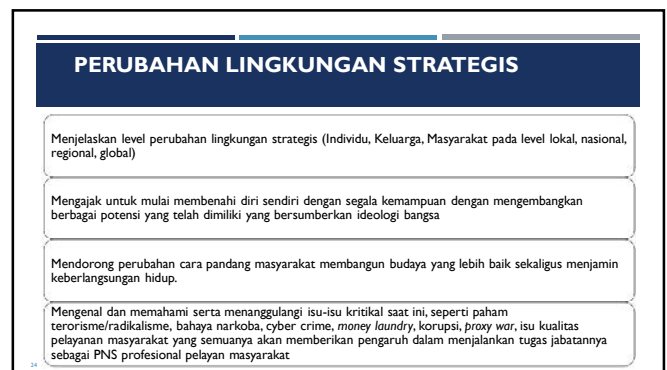 PERUBAHAN LINGKUNGAN STRATEGIS
Menjelaskan level perubahan lingkungan strategis (Individu, Keluarga, Masyarakat pada level lokal, nasional,
regional, global)
Mengajak untuk mulai membenahi diri sendiri dengan segala kemampuan dengan mengembangkan
berbagai potensi yang telah dimiliki yang bersumberkan ideologi bangsa
Mendorong perubahan cara pandang masyarakat membangun budaya yang lebih baik sekaligus menjamin
keberlangsungan hidup.
Mengenal dan memahami serta menanggulangi isu-isu kritikal saat ini, seperti paham
terorisme/radikalisme, bahaya narkoba, cyber crime, money laundry, korupsi, proxy war, isu kualitas
pelayanan masyarakat yang semuanya akan memberikan pengaruh dalam menjalankan tugas jabatannya
sebagai PNS profesional pelayan masyarakat
24